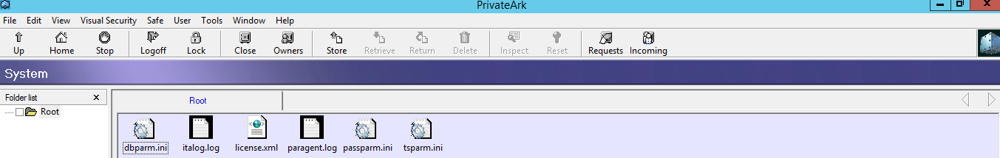 PrivateArk
File Edit View Visual Security Safe User Tools Window Help
Up Home Stop Logoff Lock Close Owners Store Retrieve Return Delete Inspect Reset Requests Incoming
System
Folder list x
Root
Root
dbparm.ini italog.log license.xml paragent.log passparm.ini tsparm.ini